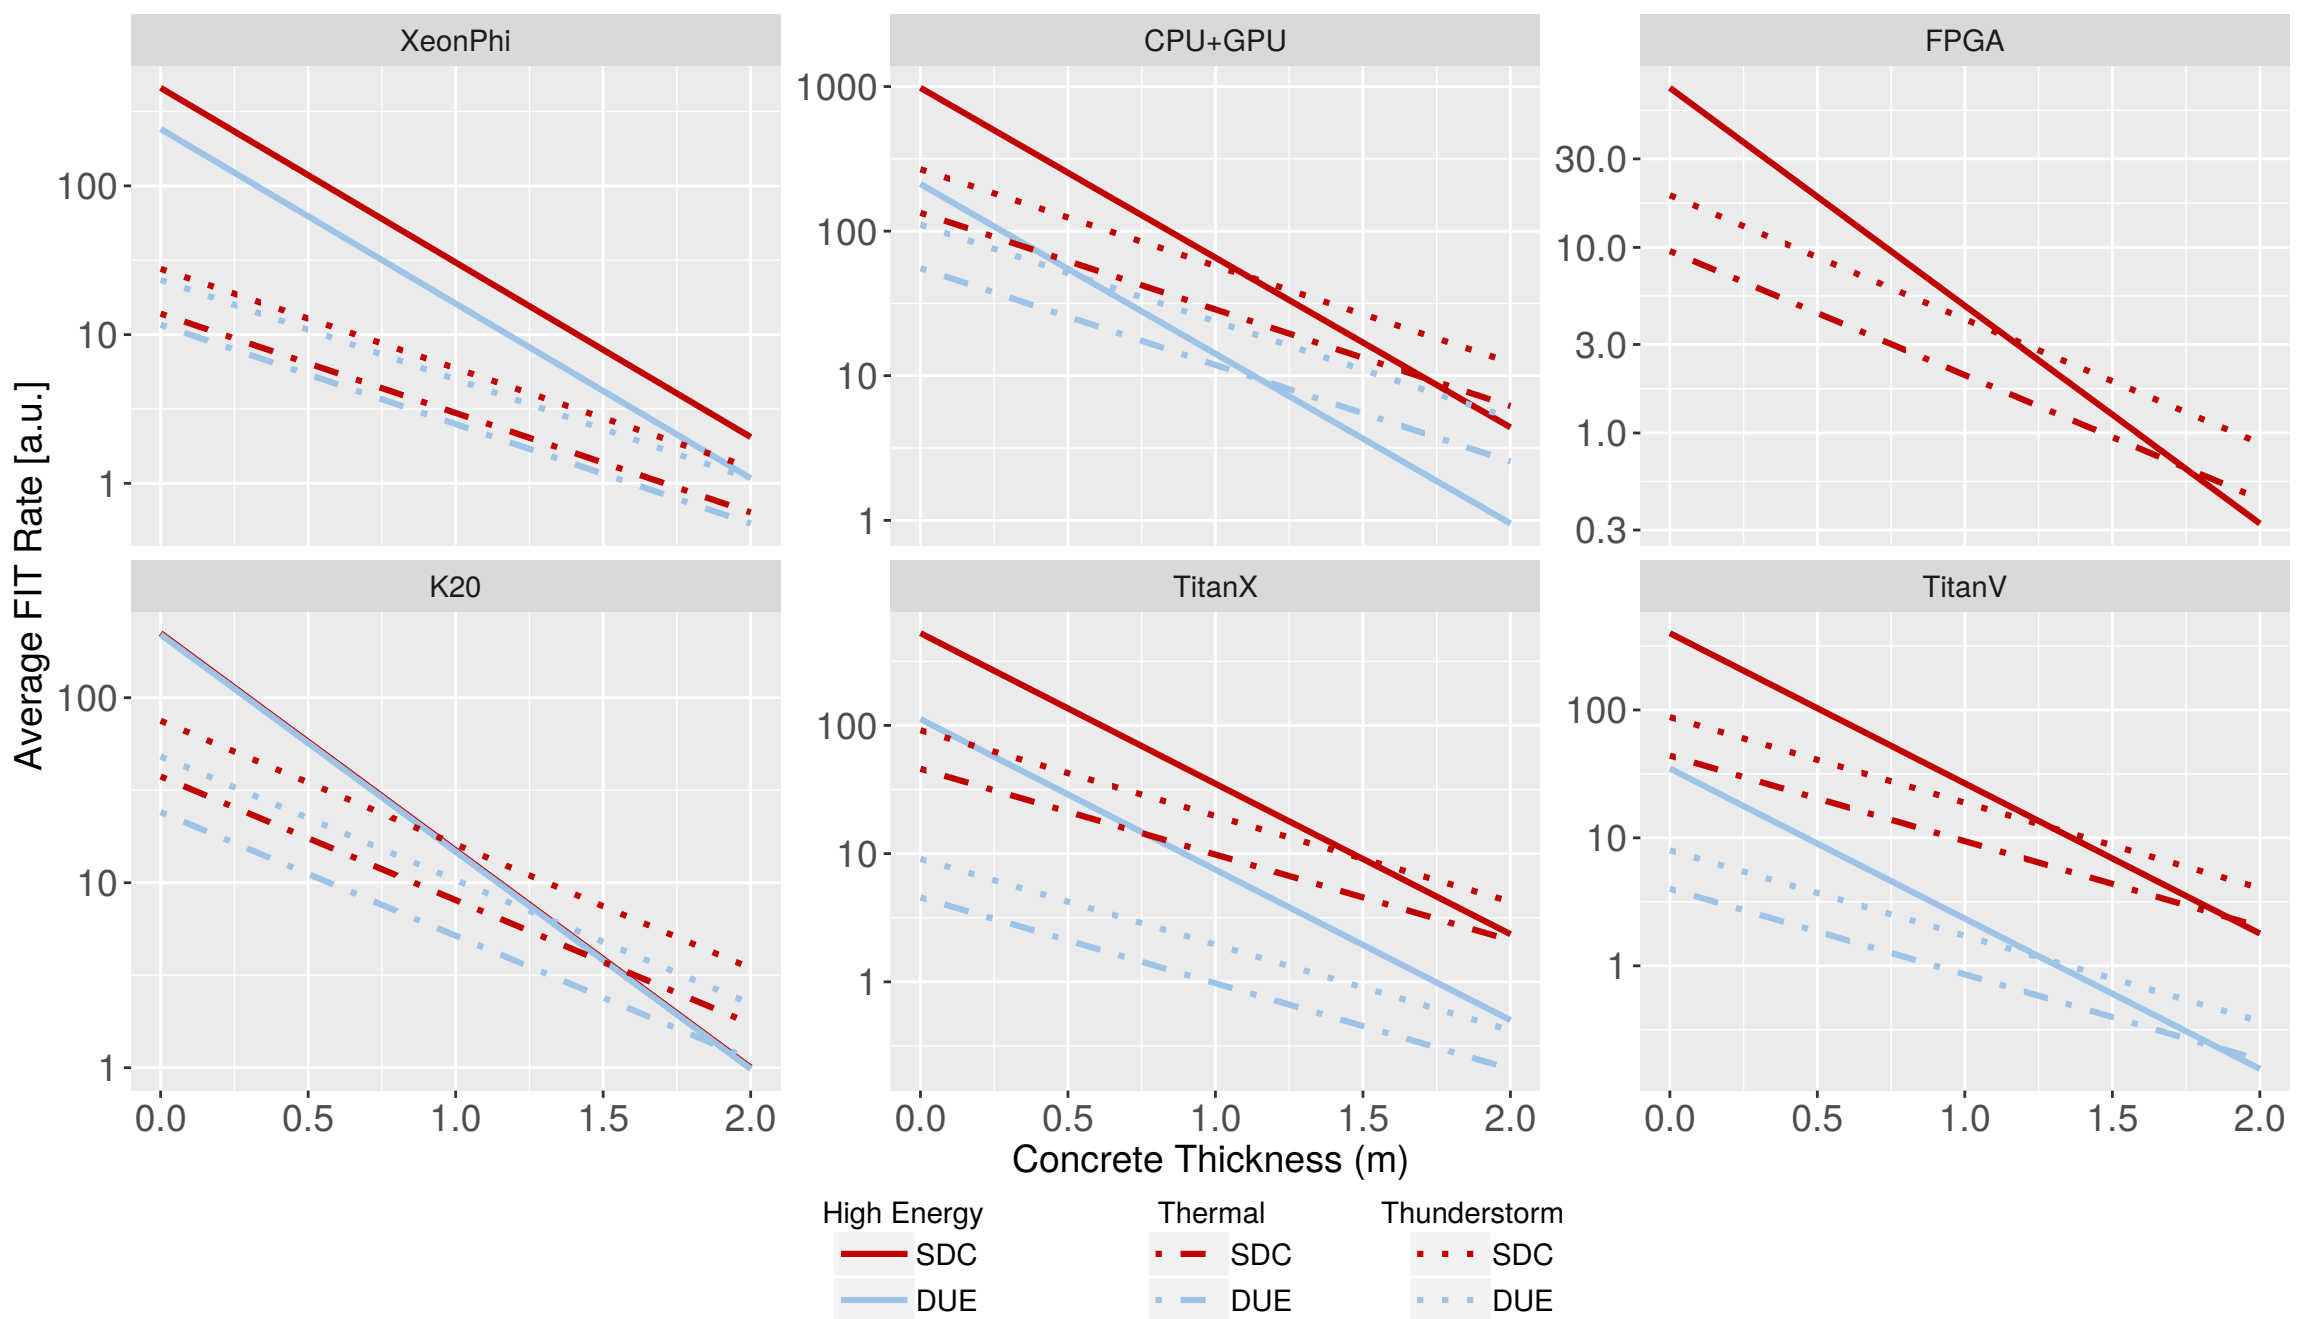 XeonPhi
CPU+GPU
FPGA
100
10
1
1000
100
10
1
30.0
10.0
3.0
1.0
0.3
Average FIT Rate [a.u.]
K20
TitanX
TitanV
100
10
1
100
10
1
100
10
1
0.0 0.5 1.0 1.5 2.0
0.0 0.5 1.0 1.5 2.0
0.0 0.5 1.0 1.5 2.0
Concrete Thickness (m)
High Energy
SDC
DUE
Thermal
SDC
DUE
Thunderstorm
SDC
DUE